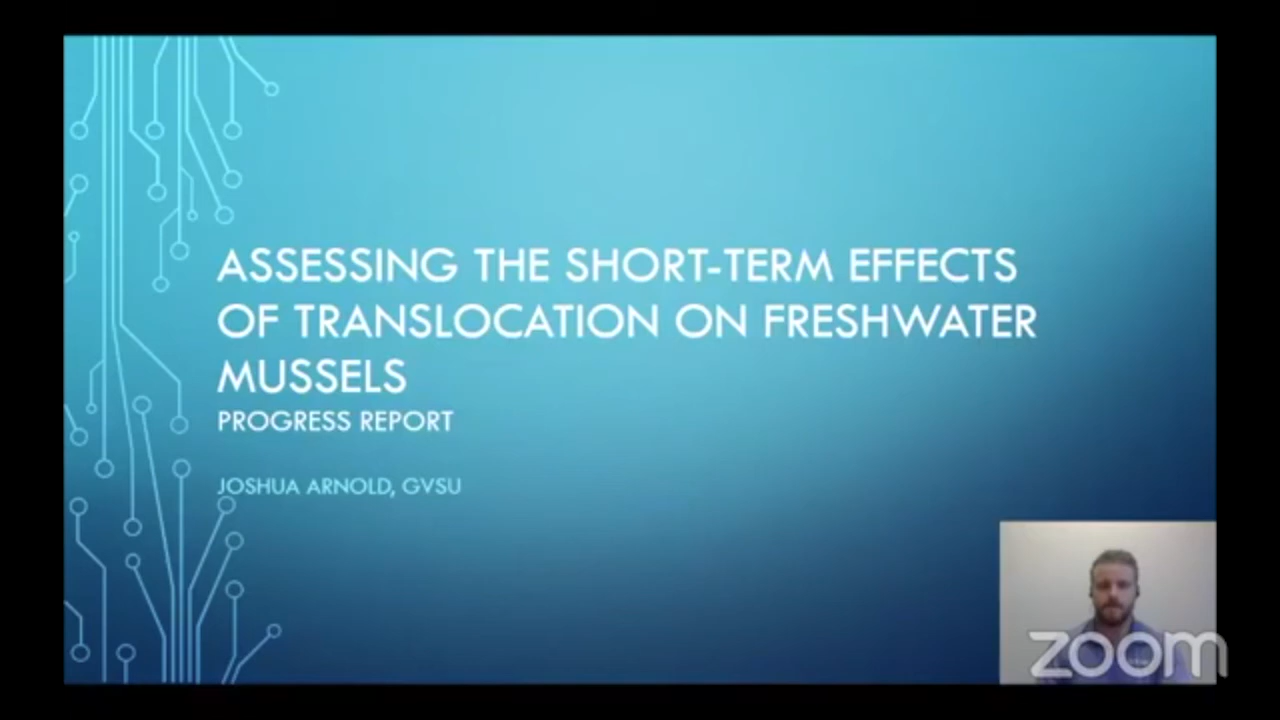 ASSESSING THE SHORT-TERM EFFECTS
OF TRANSLOCATION ON FRESHWATER
MUSSELS
PROGRESS REPORT
JOSHUA ARNOLD, GVSU
zoom